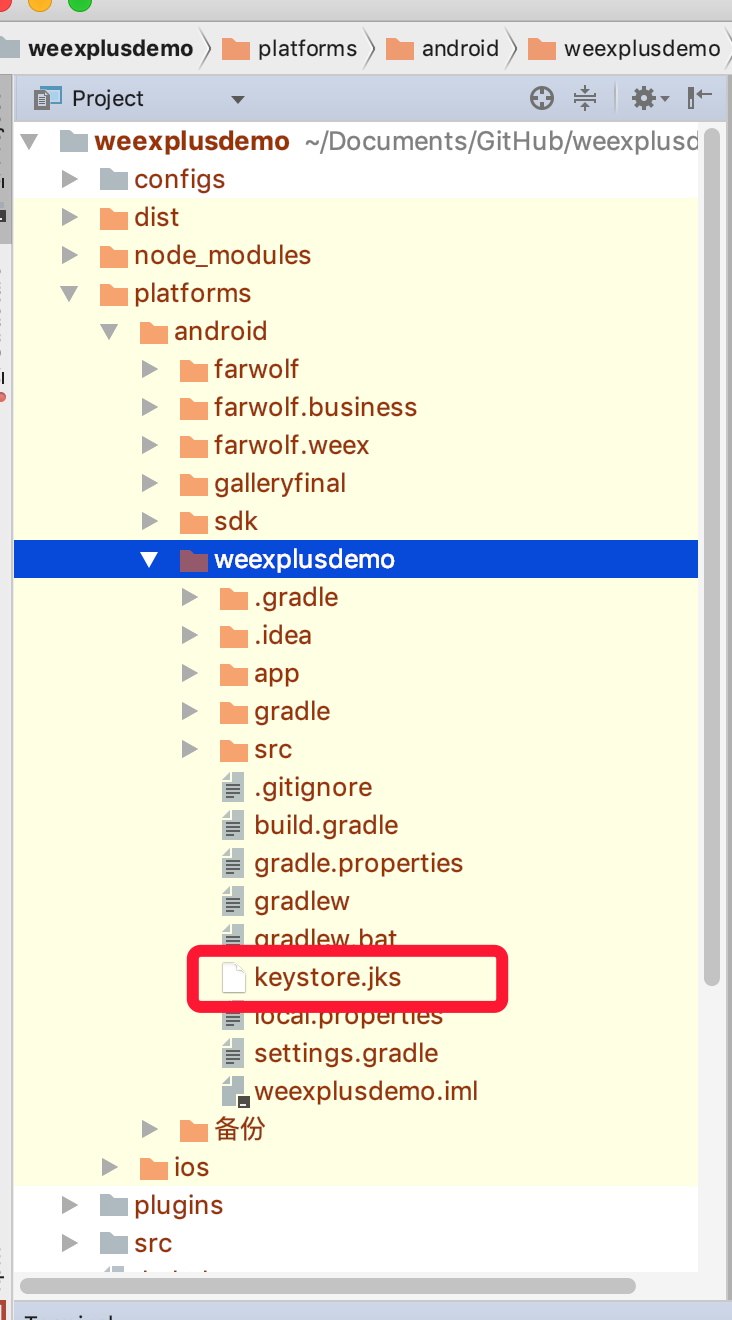 weexplusdemo platforms android weexplusdemo
Project
weexplusdemo ~/Documents/GitHub/weexplusd
configs
dist
node_modules
platforms
android
farwolf
farwolf.business
farwolf.weex
galleryfinal
sdk
weexplusdemo
.gradle
.idea
app
gradle
src
.gitignore
build.gradle
gradle.properties
gradlew
gradlew.bat
keystore.jks
local.properties
settings.gradle
weexplusdemo.iml
备份
ios
plugins
src